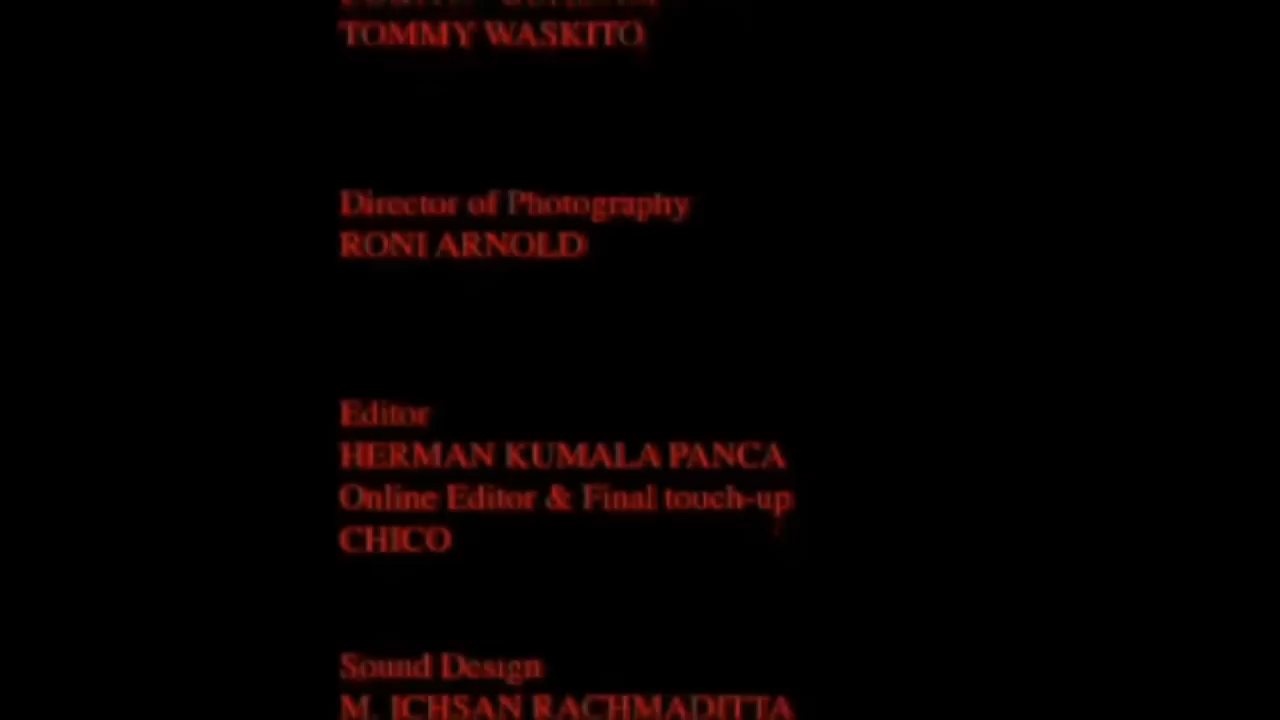 TOMMY WASKITO
Director of Photography
RONI ARNOLD
Editor
HERMAN KUMALA PANCA
Online Editor & Final touch-up
CHICO
Sound Design
M. ICHSAN RACHMADITTA